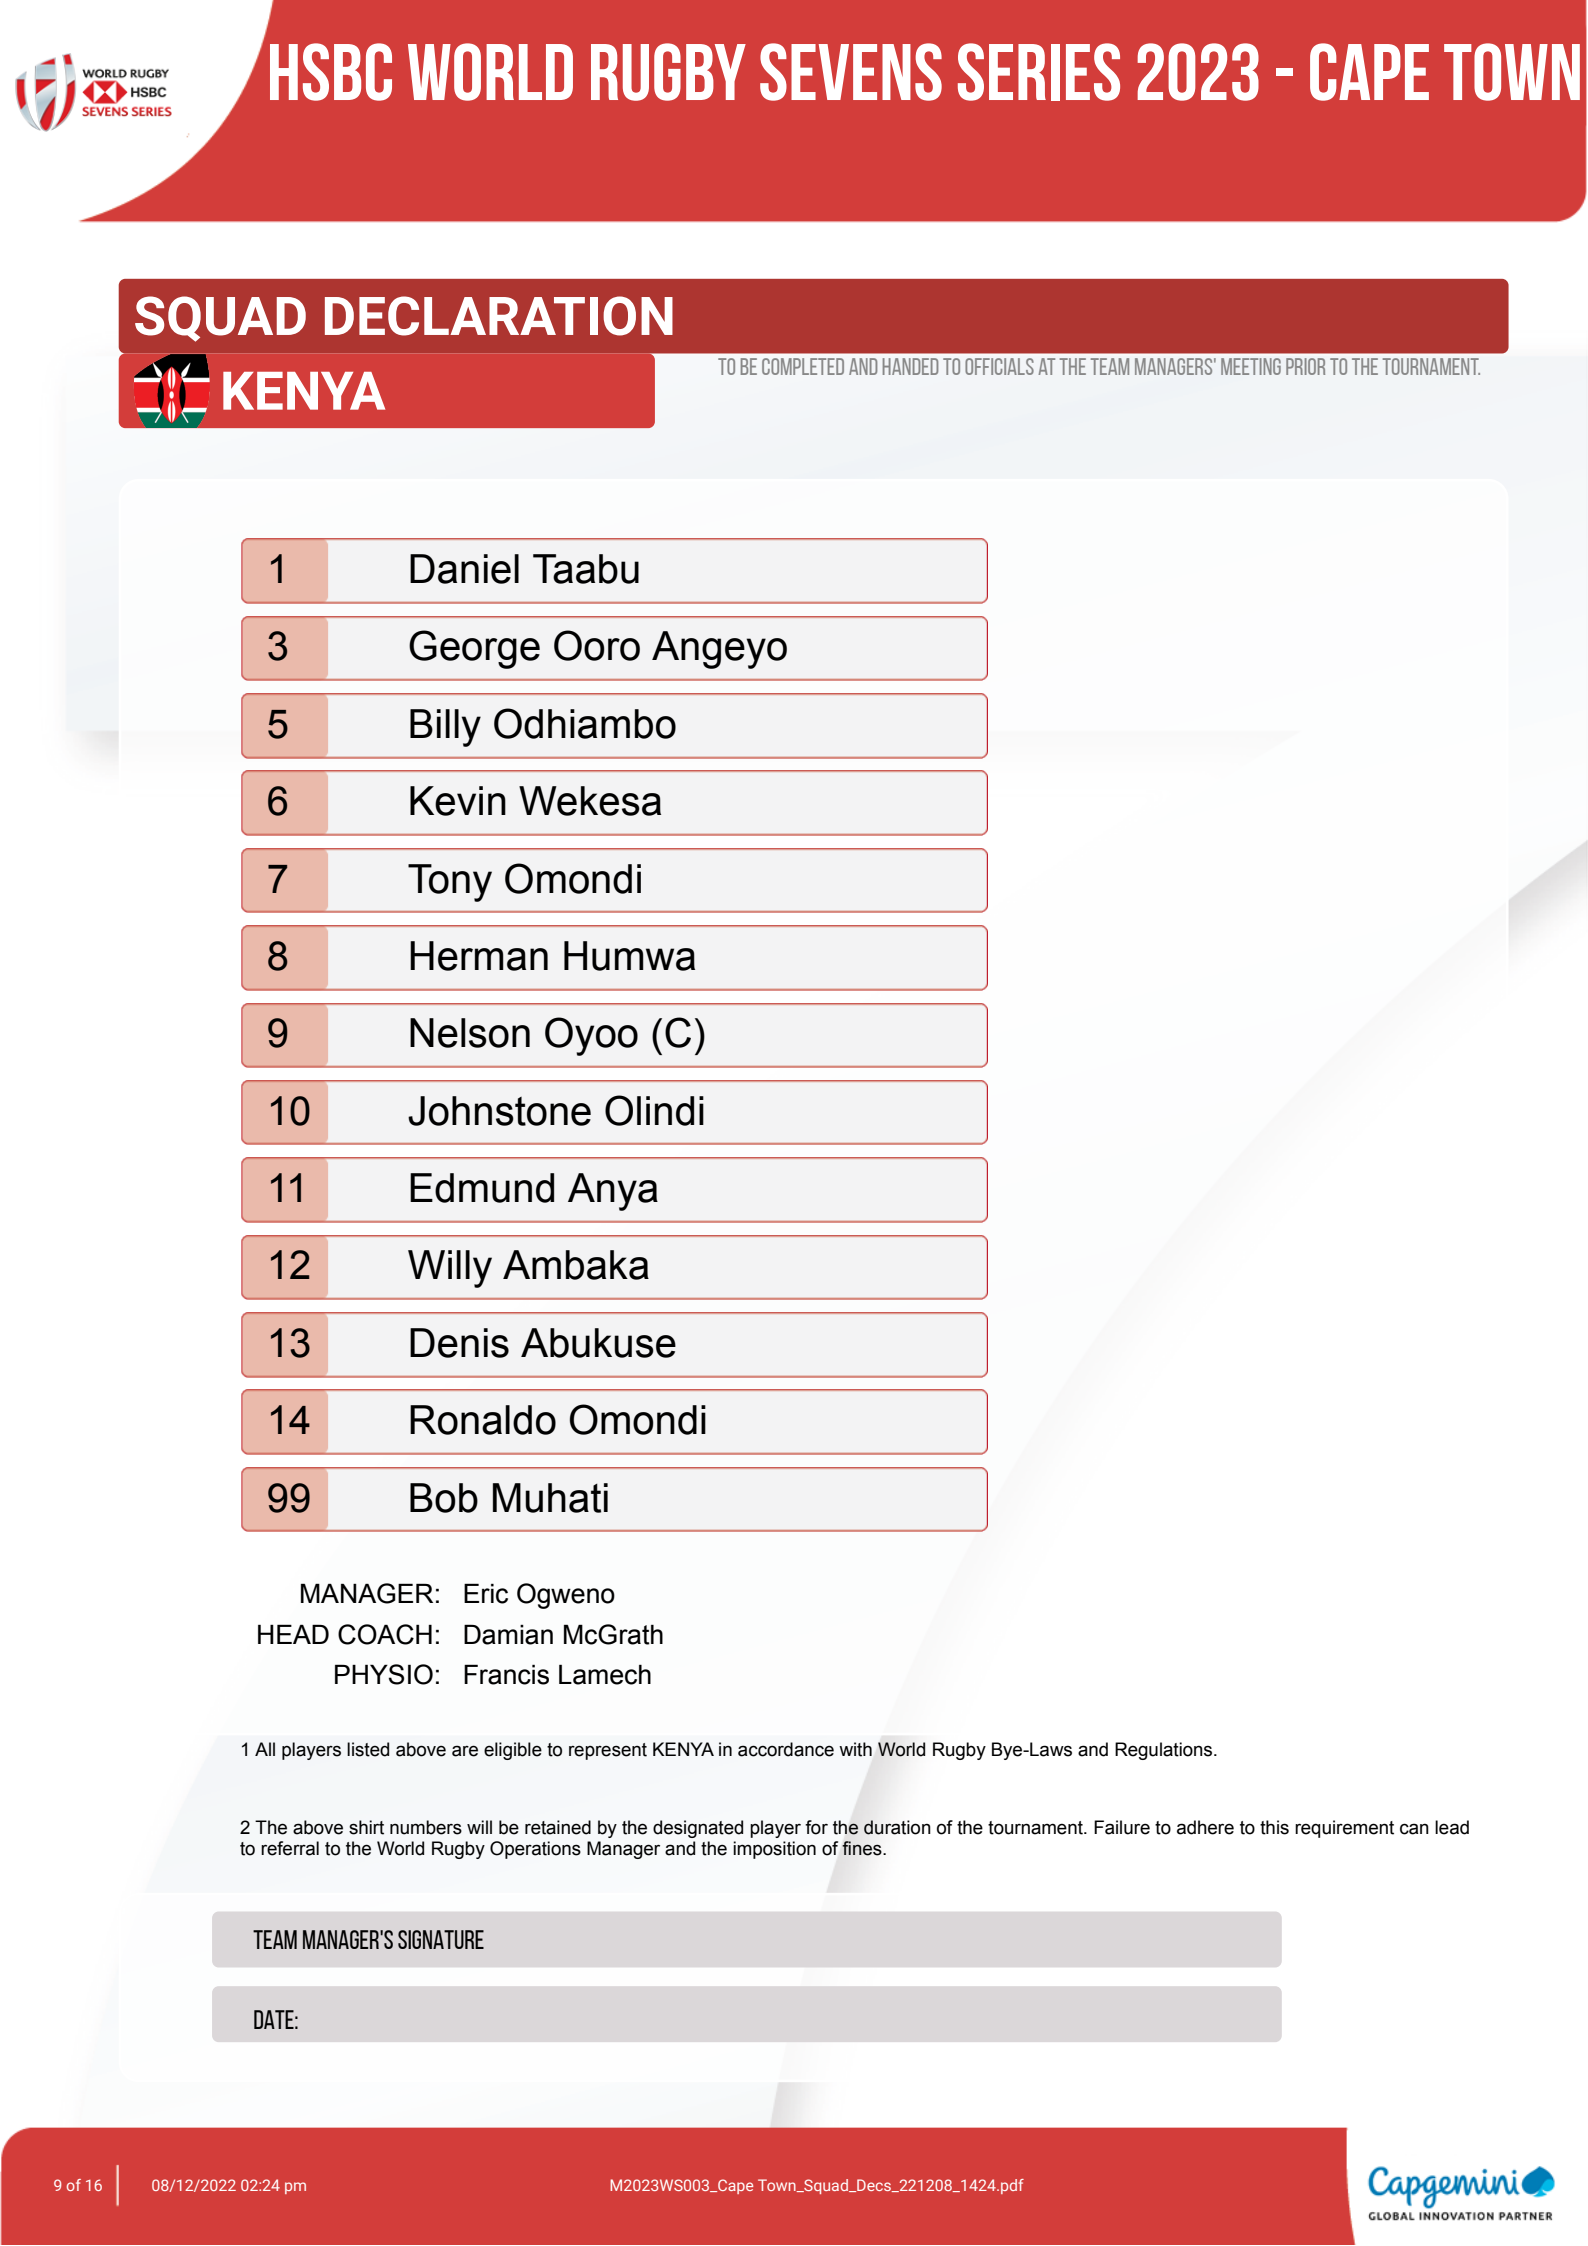 WORLD RUGBY
HSBC
SEVENS SERIES
HSBC WORLD RUGBY SEVENS SERIES 2023 - CAPE TOWN
SQUAD DECLARATION
KENYA
TO BE COMPLETED AND HANDED TO OFFICIALS AT THE TEAM MANAGERS' MEETING PRIOR TO THE TOURNAMENT.
1 Daniel Taabu
3 George Ooro Angeyo
5 Billy Odhiambo
6 Kevin Wekesa
7 Tony Omondi
8 Herman Humwa
9 Nelson Oyoo (C)
10 Johnstone Olindi
11 Edmund Anya
12 Willy Ambaka
13 Denis Abukuse
14 Ronaldo Omondi
99 Bob Muhati
MANAGER: Eric Ogweno
HEAD COACH: Damian McGrath
PHYSIO: Francis Lamech
1 All players listed above are eligible to represent KENYA in accordance with World Rugby Bye-Laws and Regulations.
2 The above shirt numbers will be retained by the designated player for the duration of the tournament. Failure to adhere to this requirement can lead
to referral to the World Rugby Operations Manager and the imposition of fines.
TEAM MANAGER'S SIGNATURE
DATE:
9 of 16 08/12/2022 02:24 pm M2023WS003_Cape Town_Squad_Decs_221208_1424.pdf
Capgemini
GLOBAL INNOVATION PARTNER